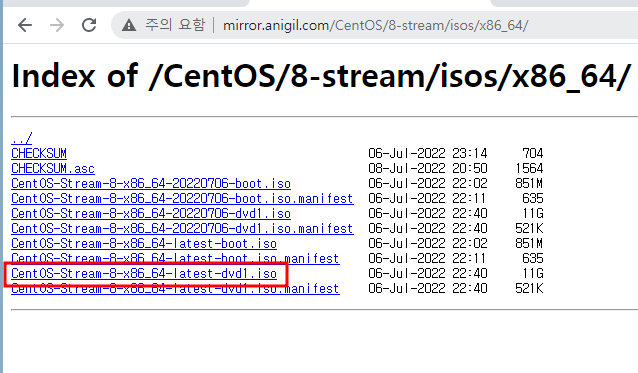 주의 요함 | mirror.anigil.com/CentOS/8-stream/isos/x86_64/
Index of /CentOS/8-stream/isos/x86_64/
../
CHECKSUM 06-Jul-2022 23:14 704
CHECKSUM.asc 08-Jul-2022 20:50 1564
CentOS-Stream-8-x86_64-20220706-boot.iso 06-Jul-2022 22:02 851M
CentOS-Stream-8-x86_64-20220706-boot.iso.manifest 06-Jul-2022 22:11 635
CentOS-Stream-8-x86_64-20220706-dvd1.iso 06-Jul-2022 22:40 11G
CentOS-Stream-8-x86_64-20220706-dvd1.iso.manifest 06-Jul-2022 22:40 521K
CentOS-Stream-8-x86_64-latest-boot.iso 06-Jul-2022 22:02 851M
CentOS-Stream-8-x86_64-latest-boot.iso.manifest 06-Jul-2022 22:11 635
CentOS-Stream-8-x86_64-latest-dvd1.iso 06-Jul-2022 22:40 11G
CentOS-Stream-8-x86_64-latest-dvd1.iso.manifest 06-Jul-2022 22:40 521K